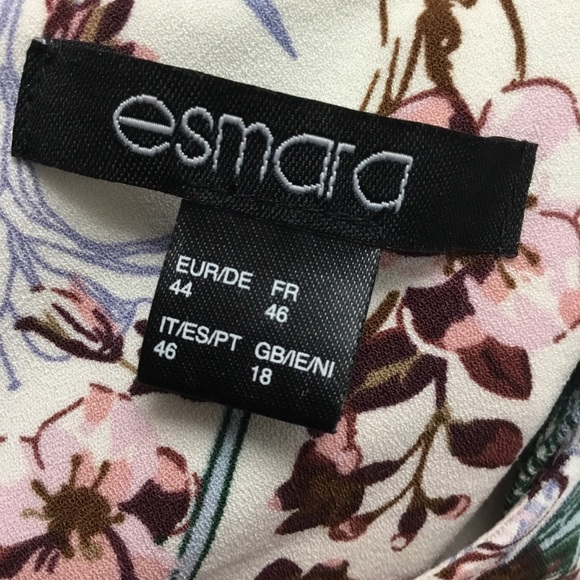 esmara
EUR/DE FR
44 46
IT/ES/PT GB/IE/NI
46 18